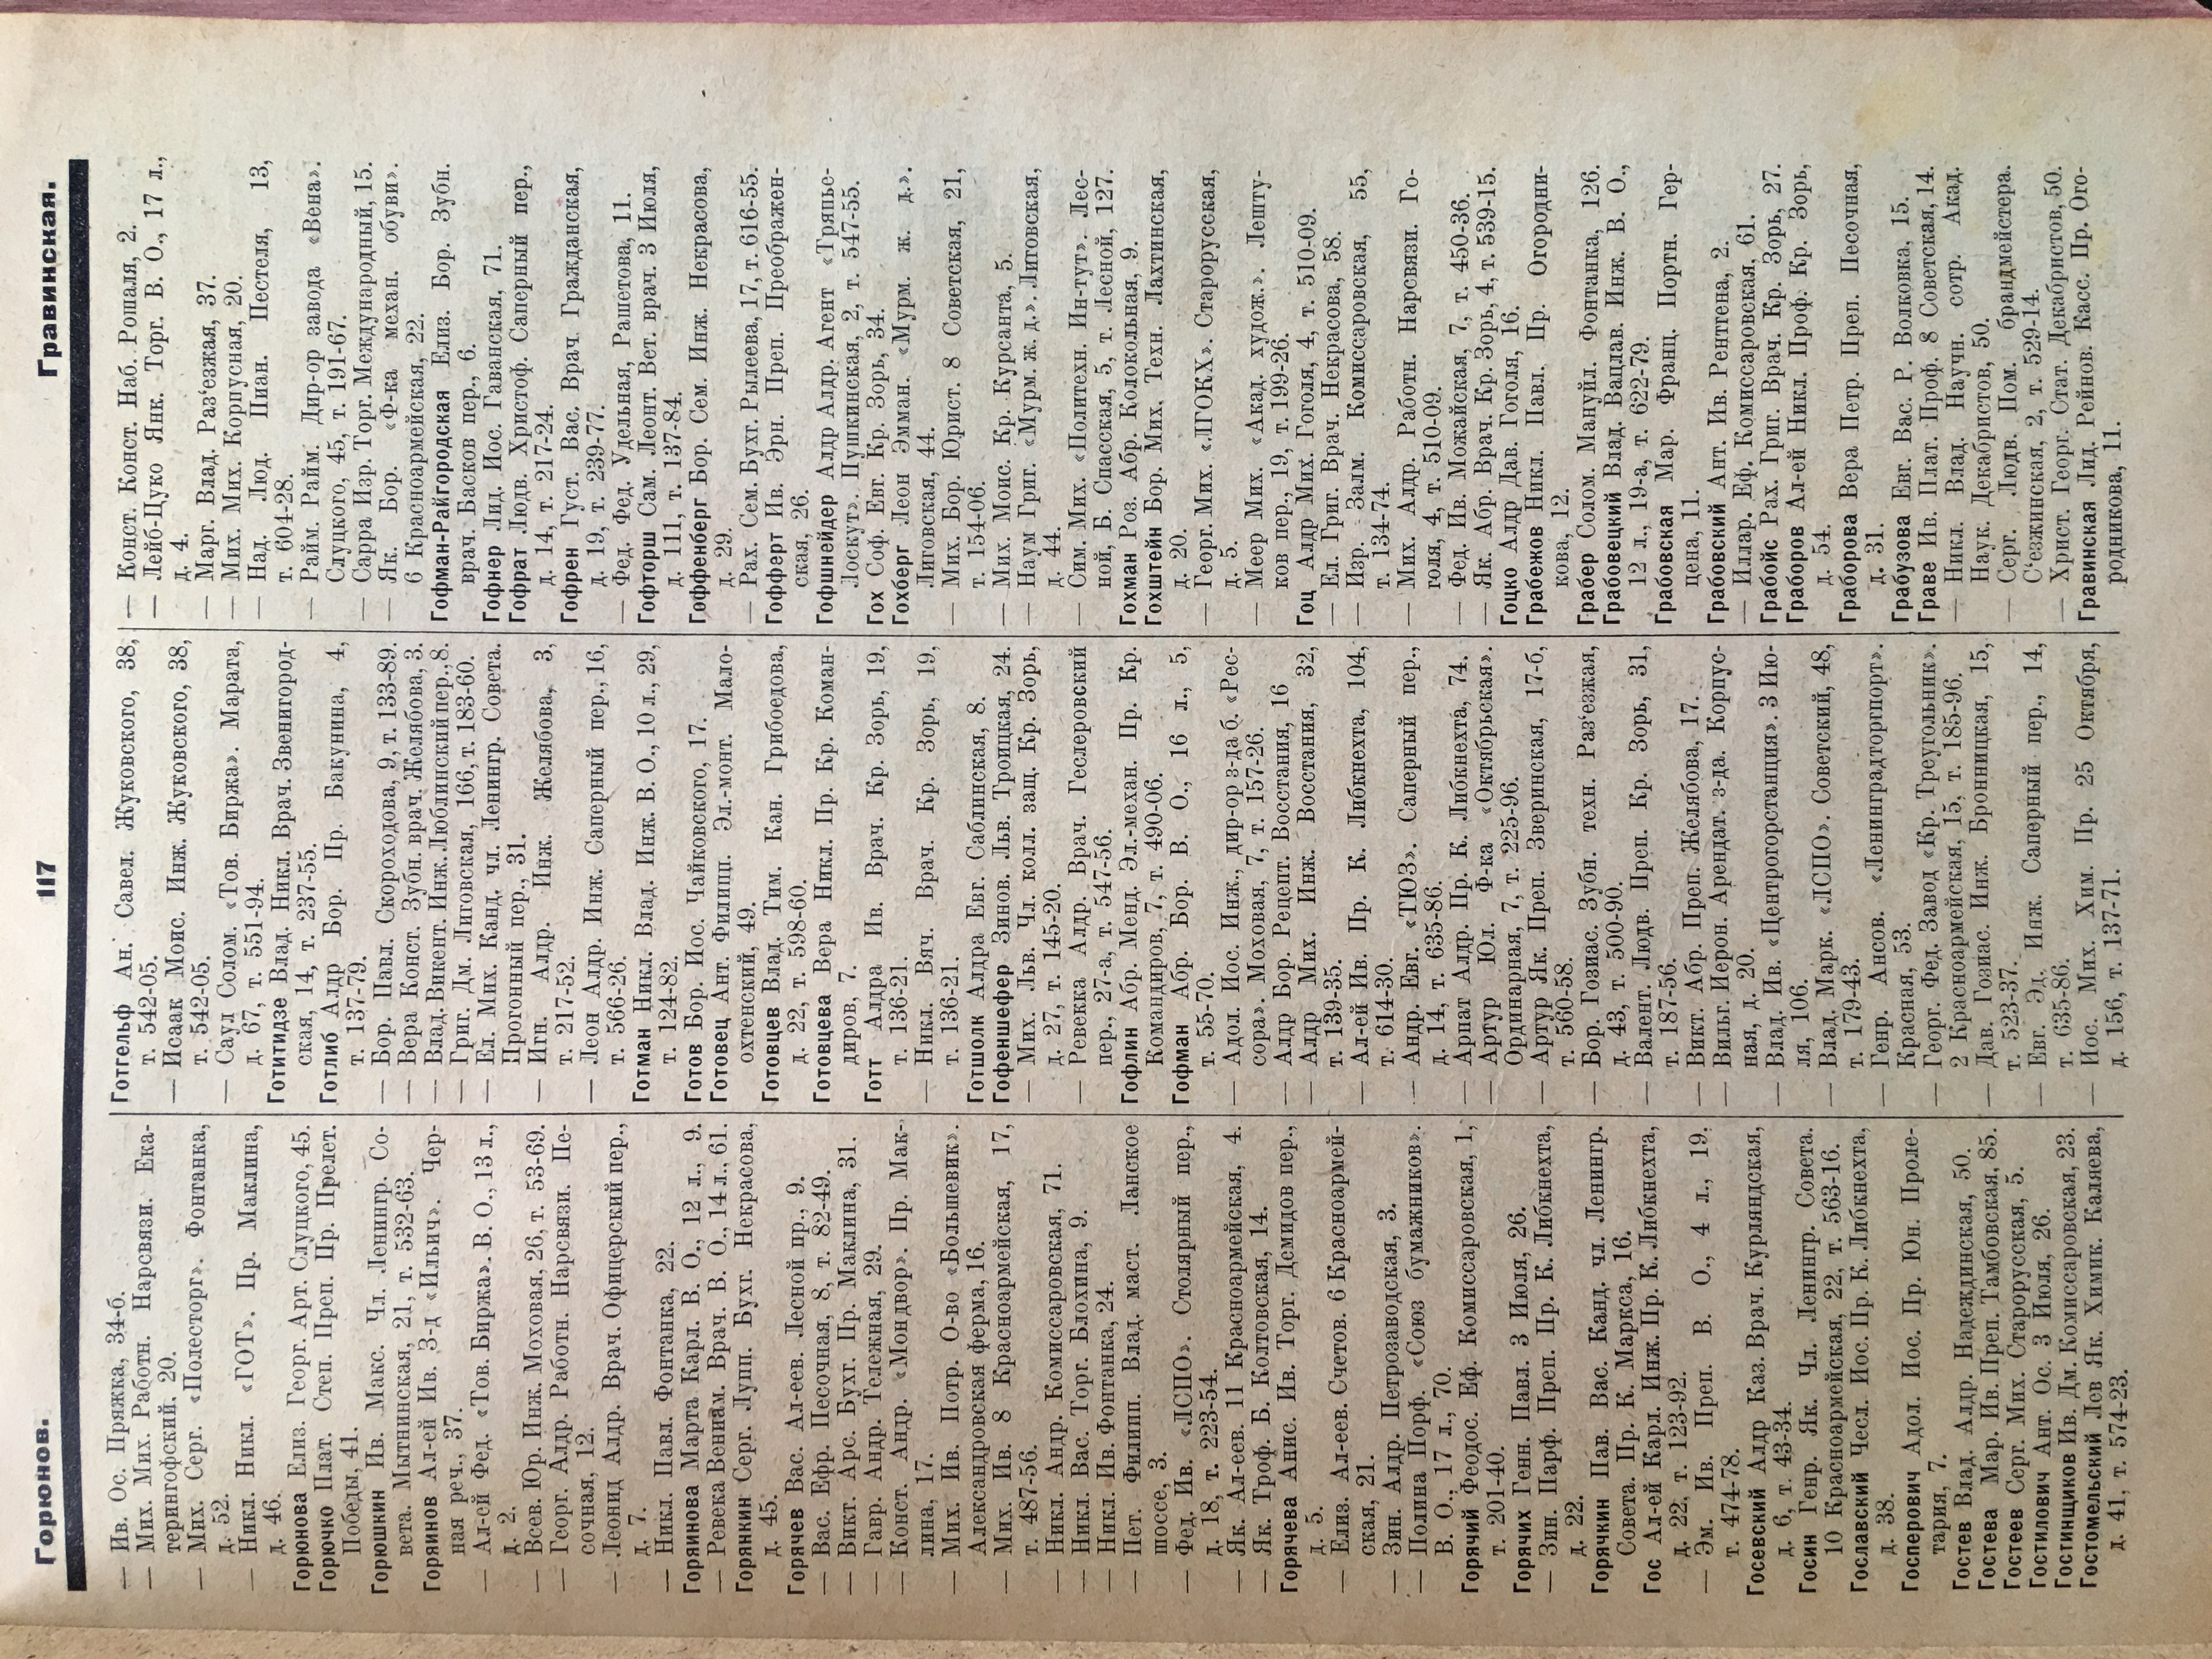 Горюнов.
117
Гравинская.
— Ив. Ос. Пряжка, 34-б.
— Мих. Мих. Работн. Нарсвязи. Ека-
терингофский. 20.
— Мих. Серг. «Полесторг». Фонтанка,
д. 52.
— Никл. Никл. «ГОТ». Пр. Маклина,
д. 46.
Горюнова Елиз. Георг. Арт. Слуцкого, 45.
Горючко Плат. Степ. Преп. Пр. Прелет.
Победы, 41.
Горюшкин Ив. Макс. Чл. Ленингр. Со-
вета. Мытнинская, 21, т. 532-63.
Горяинов Ал-ей Ив. З-д «Ильич». Чер-
ная реч., 37.
— Ал-ей Фед. «Тов. Биржа». В. О., 13 л.,
д. 2.
— Всев. Юр. Инж. Моховая, 26, т. 53-69.
— Георг. Алдр. Работн. Нарсвязи. Пе-
сочная, 12.
— Леонид Алдр. Врач. Офицерский пер.,
д. 7.
— Никл. Павл. Фонтанка, 22.
Горяинова Марта Карл. В. О., 12 л., 9.
— Ревека Вениам. Врач. В. О., 14 л., 61.
Горянкин Серг. Лупп. Бухг. Некрасова,
д. 45.
Горячев Вас. Ал-еев. Лесной пр., 9.
— Вас. Ефр. Песочная, 8, т. 82-49.
— Викт. Арс. Бухг. Пр. Маклина, 31.
— Гавр. Андр. Тележная, 29.
— Конст. Андр. «Мондвор». Пр. Мак-
лина, 17.
— Мих. Ив. Потр. О-во «Большевик».
Александровская ферма, 16.
— Мих. Ив. 8 Красноармейская, 17,
т. 487-56.
— Никл. Андр. Комиссаровская, 71.
— Никл. Вас. Торг. Блохина, 9.
— Никл. Ив. Фонтанка, 24.
— Пет. Филипп. Влад. маст. Ланское
шоссе, 3.
— Фед. Ив. «ЛСПО». Столярный пер.,
д. 18, т. 223-54.
— Як. Ал-еев. 11 Красноармейская, 4.
— Як. Троф. Б. Колтовская, 14.
Горячева Анис. Ив. Торг. Демидов пер.,
д. 5.
— Елиз. Ал-еев. Счетов. 6 Красноармей-
ская, 21.
— Зин. Алдр. Петрозаводская, 3.
— Полина Порф. «Союз бумажников».
В. О., 17 л., 70.
Горячий Феодос. Еф. Комиссаровская, 1,
т. 201-40.
Горячих Генн. Павл. 3 Июля, 26.
— Зин. Парф. Преп. Пр. К. Либкнехта,
д. 22.
Горячкин Пав. Вас. Канд. чл. Ленингр.
Совета. Пр. К. Маркса, 16.
Гос Ал-ей Карл. Инж. Пр. К. Либкнехта,
д. 22, т. 123-92.
— Эм. Ив. Преп. В. О., 4 л., 19.
т. 474-78.
Госевский Алдр Каз. Врач. Курляндская,
д. 6, т. 43-34.
Госин Генр. Як. Чл. Ленингр. Совета.
10 Красноармейская, 22, т. 563-16.
Гославский Чесл. Иос. Пр. К. Либкнехта,
д. 38.
Госперович Адол. Иос. Пр. Юн. Проле-
тария, 7.
Гостев Влад. Алдр. Надеждинская, 50.
Гостева Мар. Ив. Преп. Тамбовская, 85.
Гостеев Серг. Мих. Старорусская, 5.
Гостилович Ант. Ос. 3 Июля, 26.
Гостинщиков Ив. Дм. Комиссаровская, 23.
Гостомельский Лев Як. Химик. Каляева,
д. 41, т. 574-23.
Готгельф Ан. Савел. Жуковского, 38,
т. 542-05.
— Исаак Моис. Инж. Жуковского, 38,
т. 542-05.
— Саул Солом. «Тов. Биржа». Марата,
д. 67, т. 551-94.
Готитидзе Влад. Никл. Врач. Звенигород-
ская, 14, т. 237-55.
Готлиб Алдр Бор. Пр. Бакунина, 4,
т. 137-79.
— Бор. Павл. Скороходова, 9, т. 133-89.
— Вера Конст. Зубн. врач. Желябова, 3.
— Влад. Викент. Инж. Люблинский пер., 8.
— Григ. Дм. Лиговская, 166, т. 183-60.
— Ел. Мих. Канд. чл. Ленингр. Совета.
Прогонный пер., 31.
— Игн. Алдр. Инж. Желябова, 3,
т. 217-52.
— Леон Алдр. Инж. Саперный пер., 16,
т. 566-26.
Готман Никл. Влад. Инж. В. О., 10 л., 29,
т. 124-82.
Готов Бор. Иос. Чайковского, 17.
Готовец Ант. Филипп. Эл.-монт. Мало-
охтенский, 49.
Готовцев Влад. Тим. Кан. Грибоедова,
д. 22, т. 598-60.
Готовцева Вера Никл. Пр. Кр. Коман-
диров, 7.
Готт Алдра Ив. Врач. Кр. Зорь, 19,
т. 136-21.
— Никл. Вяч. Врач. Кр. Зорь, 19,
т. 136-21.
Готшолк Алдра Евг. Саблинская, 8.
Гофеншефер Зинов. Льв. Троицкая, 24.
— Мих. Льв. Чл. колл. защ. Кр. Зорь,
д. 27, т. 145-20.
— Ревекка Алдр. Врач. Геслеровский
пер., 27-а, т. 547-56.
Гофлин Абр. Менд. Эл.-механ. Пр. Кр.
Командиров, 7, т. 490-06.
Гофман Абр. Бор. В. О., 16 л., 5,
т. 55-70.
— Адол. Иос. Инж., дир-ор з-да б. «Рес-
сора». Моховая, 7, т. 157-26.
— Алдр Бор. Рецепт. Восстания, 16
— Алдр Мих. Инж. Восстания, 32,
т. 139-35.
— Ал-ей Ив. Пр. К. Либкнехта, 104,
т. 614-30.
— Андр. Евг. «ТЮЗ». Саперный пер.,
д. 14, т. 635-86.
— Арпат Алдр. Пр. К. Либкнехта, 74.
— Артур Юл. Ф-ка «Октябрьская».
Ординарная, 7, т. 225-96.
— Артур Як. Преп. Зверинская, 17-б,
т. 560-58.
— Бор. Гозиас. Зубн. техн. Раз‘езжая,
д. 43, т. 500-90.
— Валент. Людв. Преп. Кр. Зорь, 31,
т. 187-56.
— Викт. Абр. Преп. Желябова, 17.
— Вильг. Иерон. Арендат. з-да. Корпус-
ная, д. 20.
— Влад. Ив. «Центрогорстанция». 3 Ию-
ля, 106.
— Влад. Марк. «ЛСПО». Советский, 48,
т. 179-43.
— Генр. Ансов. «Ленинградторгпорт».
Красная, 53.
— Георг. Фед. Завод «Кр. Треугольник».
2 Красноармейская, 15, т. 185-96.
— Дав. Гозиас. Инж. Бронницкая, 15,
т. 523-37.
— Евг. Эд. Инж. Саперный пер., 14,
т. 635-86.
— Иос. Мих. Хим. Пр. 25 Октября,
д. 156, т. 137-71.
— Конст. Конст. Наб. Рошаля, 2.
— Лейб-Цуко Янк. Торг. В. О., 17 л.,
д. 4.
— Марг. Влад. Раз‘езжая, 37.
— Мих. Мих. Корпусная, 20.
— Над. Люд. Пиан. Пестеля, 13,
т. 604-28.
— Райм. Райм. Дир-ор завода «Вена».
Слуцкого, 45, т. 191-67.
— Сарра Изр. Торг. Международный, 15.
— Як. Бор. «Ф-ка механ. обуви».
6 Красноармейская, 22.
Гофман-Райгородская Елиз. Бор. Зубн.
врач. Басков пер., 6.
Гофнер Лид. Иос. Гаванская, 71.
Гофрат Людв. Христоф. Саперный пер.,
д. 14, т. 217-24.
Гофрен Густ. Вас. Врач. Гражданская,
д. 19, т. 239-77.
— Фед. Фед. Удельная, Рашетова, 11.
Гофторш Сам. Леонт. Вет. врач. 3 Июля,
д. 111, т. 137-84.
Гоффенберг Бор. Сем. Инж. Некрасова,
д. 29.
— Рах. Сем. Бухг. Рылеева, 17, т. 616-55.
Гофферт Ив. Эрн. Преп. Преображен-
ская, 26.
Гофшнейдер Алдр Алдр. Агент «Тряпье-
Лоскут». Пушкинская, 2, т. 547-55.
Гох Соф. Евг. Кр. Зорь, 34.
Гохберг Леон Эмман. «Мурм. ж. д.».
Лиговская, 44.
— Мих. Бор. Юрист. 8 Советская, 21,
т. 154-06.
— Мих. Моис. Кр. Курсанта, 5.
— Наум Григ. «Мурм. ж. д.». Лиговская,
д. 44.
— Сим. Мих. «Политехн. Ин-тут». Лес-
ной, Б. Спасская, 5, т. Лесной, 127.
Гохман Роз. Абр. Колокольная, 9.
Гохштейн Бор. Мих. Техн. Лахтинская,
д. 20.
— Георг. Мих. «ЛГОКХ». Старорусская,
д. 5.
— Меер Мих. «Акад. худож.». Лешту-
ков пер., 19, т. 199-26.
Гоц Алдр Мих. Гоголя, 4, т. 510-09.
— Ел. Григ. Врач. Некрасова, 58.
— Изр. Залм. Комиссаровская, 55,
т. 134-74.
— Мих. Алдр. Работн. Нарсвязи. Го-
голя, 4, т. 510-09.
— Фед. Ив. Можайская, 7, т. 450-36.
— Як. Абр. Врач. Кр. Зорь, 4, т. 539-15.
Гоцко Алдр Дав. Гоголя, 16.
Грабежов Никл. Павл. Пр. Огородни-
кова, 12.
Грабер Солом. Мануйл. Фонтанка, 126.
Грабовецкий Влад. Вацлав. Инж. В. О.,
12 л., 19-а, т. 622-79.
Грабовская Мар. Франц. Портн. Гер-
цена, 11.
Грабовский Ант. Ив. Рентгена, 2.
— Иллар. Еф. Комиссаровская, 61.
Грабойс Рах. Григ. Врач. Кр. Зорь, 27.
Граборов Ал-ей Никл. Проф. Кр. Зорь,
д. 54.
Граборова Вера Петр. Преп. Песочная,
д. 31.
Грабузова Евг. Вас. Р. Волковка, 15.
Граве Ив. Плат. Проф. 8 Советская, 14.
— Никл. Влад. Научн. сотр. Акад.
Наук. Декабристов, 50.
— Серг. Людв. Пом. брандмейстера.
С‘езжинская, 2, т. 529-14.
— Христ. Георг. Стат. Декабристов, 50.
Гравинская Лид. Рейнов. Касс. Пр. Ого-
родникова, 11.